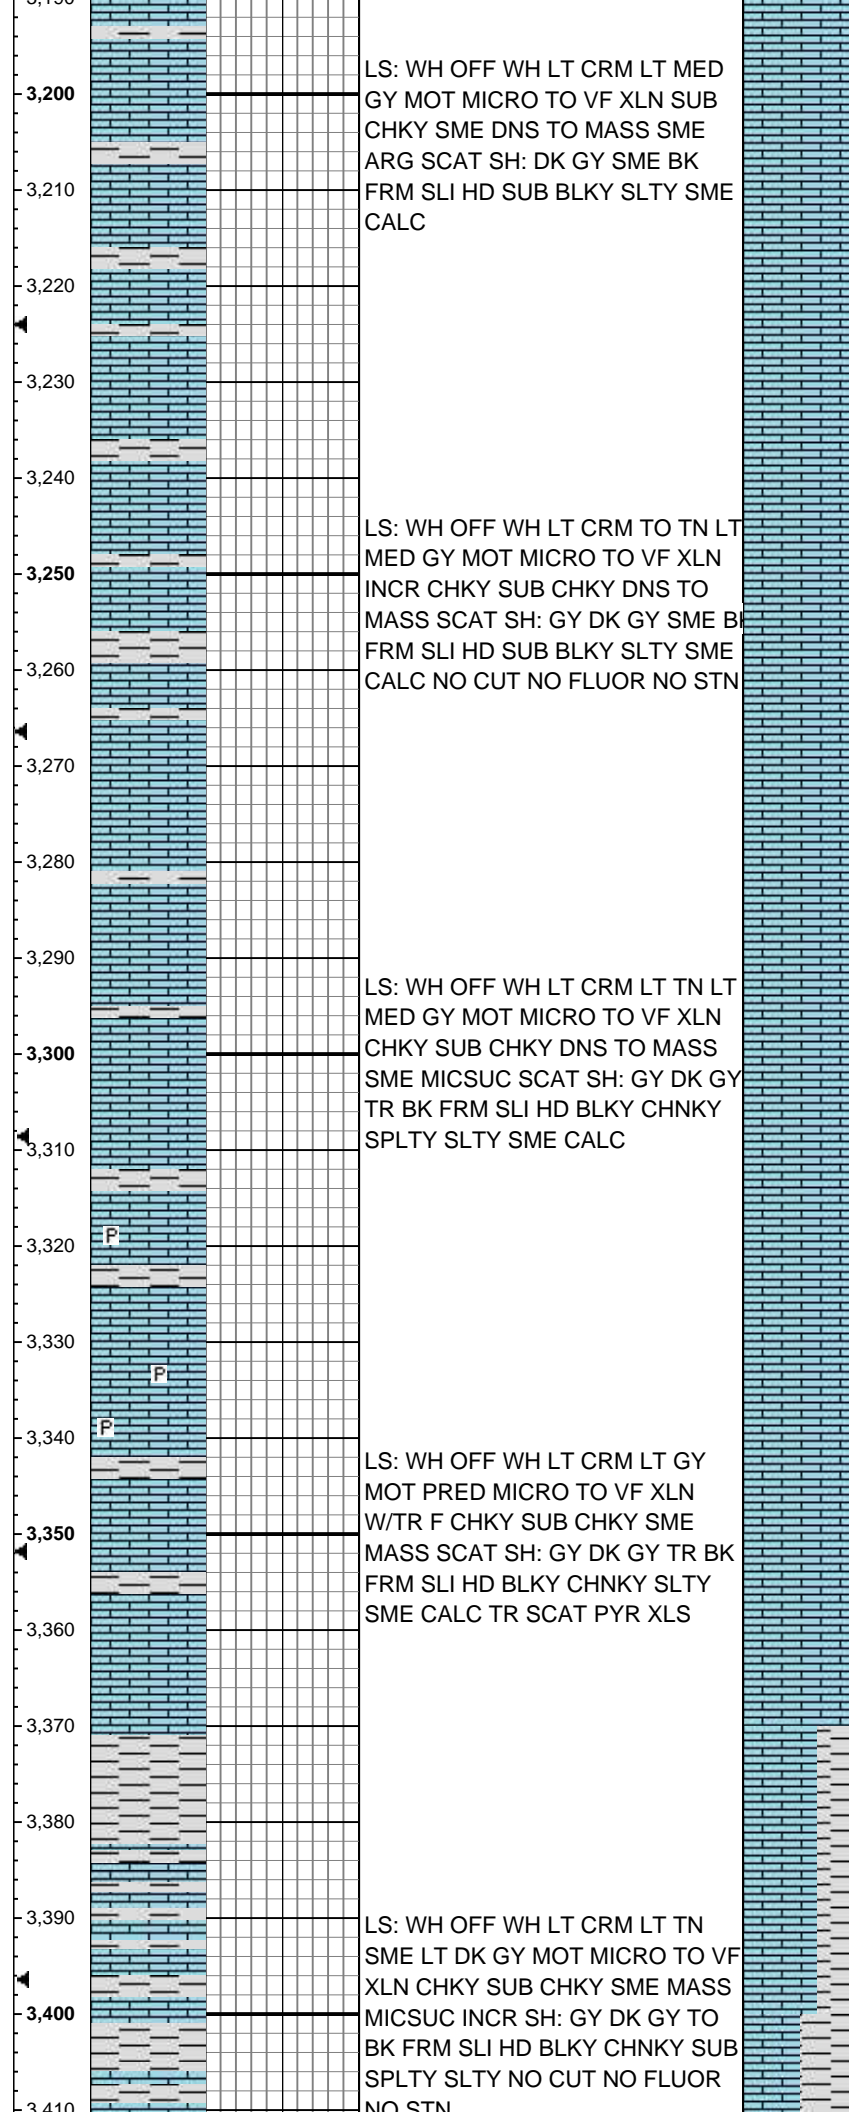 LS: WH OFF WH LT CRM LT MED
3,200
GY MOT MICRO TO VF XLN SUB
CHKY SME DNS TO MASS SME
ARG SCAT SH: DK GY SME BK
3,210
FRM SLI HD SUB BLKY SLTY SME
CALC
3,220
3,230
3,240
LS: WH OFF WH LT CRM TO TN LT
MED GY MOT MICRO TO VF XLN
3,250
INCR CHKY SUB CHKY DNS TO
MASS SCAT SH: GY DK GY SME
FRM SLI HD SUB BLKY SLTY SME
3,260
CALC NO CUT NO FLUOR NO STN
3,270
3,280
3,290
LS: WH OFF WH LT CRM LT TN LT
MED GY MOT MICRO TO VF XLN
3,300
CHKY SUB CHKY DNS TO MASS
SME MICSUC SCAT SH: GY DK GY
TR BK FRM SLI HD BLKY CHNKY
SPLTY SLTY SME CALC
3,310
P
3,320
3,330
P
P
3,340
LS: WH OFF WH LT CRM LT GY
MOT PRED MICRO TO VF XLN
W/TR F CHKY SUB CHKY SME
3,350
MASS SCAT SH: GY DK GY TR BK
FRM SLI HD BLKY CHNKY SLTY
SME CALC TR SCAT PYR XLS
3,360
3,370
3,380
3,390
LS: WH OFF WH LT CRM LT TN
SME LT DK GY MOT MICRO TO VF
XLN CHKY SUB CHKY SME MASS
3,400
MICSUC INCR SH: GY DK GY TO
BK FRM SLI HD BLKY CHNKY SUB
SPLTY SLTY NO CUT NO FLUOR
NO STN
3,410